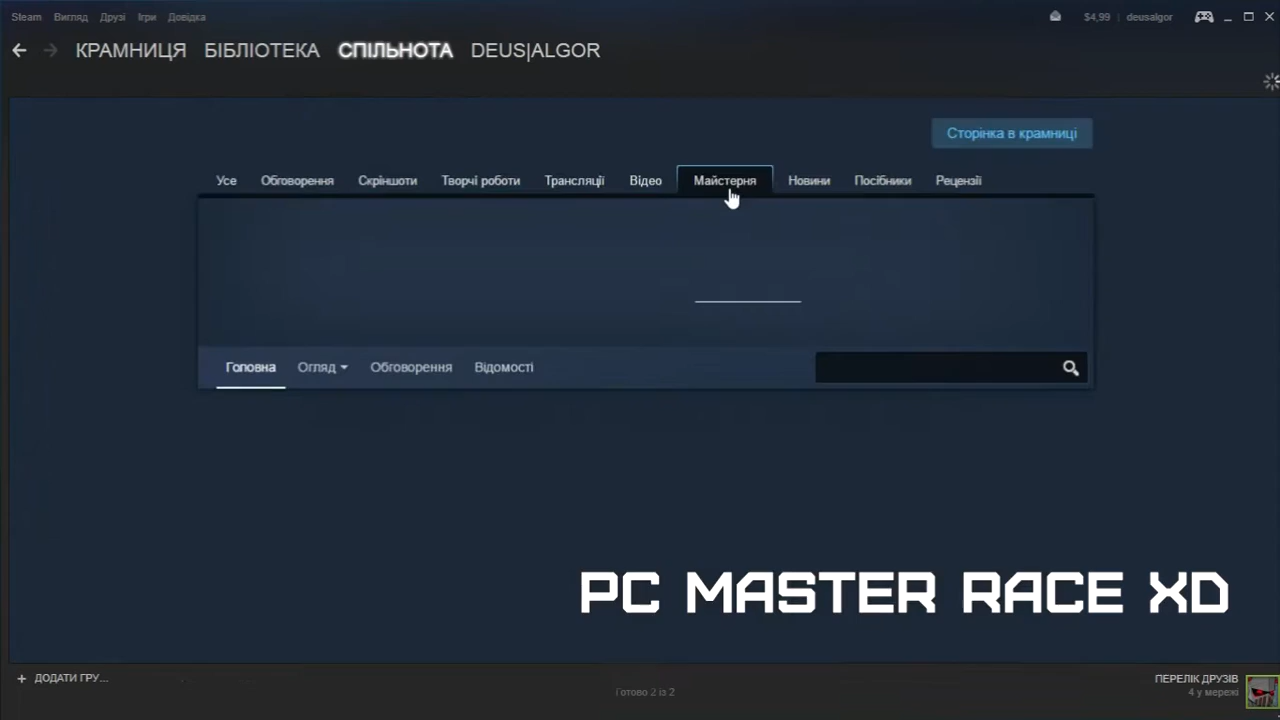 Steam Вигляд Друзі Ігри Довідка
$4,99 deusalgor
КРАМНИЦЯ БІБЛІОТЕКА СПІЛЬНОТА DEUS|ALGOR
Сторінка в крамниці
Усе Обговорення Скріншоти Творчі роботи Трансляції Відео Майстерня Новини Посібники Рецензії
Головна Огляд Обговорення Відомості
PC MASTER RACE XD
+ ДОДАТИ ГРУ...
Готово 2 із 2
ПЕРЕЛІК ДРУЗІВ
4 у мережі